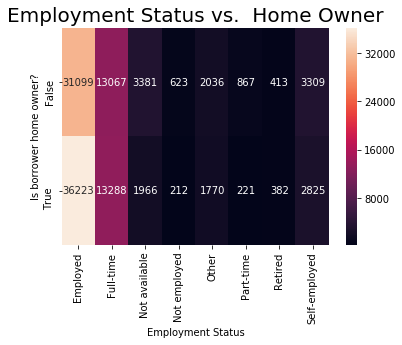 Employment Status vs. Home Owner
Is borrower home owner?
False
31099 13067 3381 623 2036 867 413 3309
True
36223 13288 1966 212 1770 221 382 2825
Employed
Full-time
Not available
Not employed
Other
Part-time
Retired
Self-employed
Employment Status
32000
24000
16000
8000